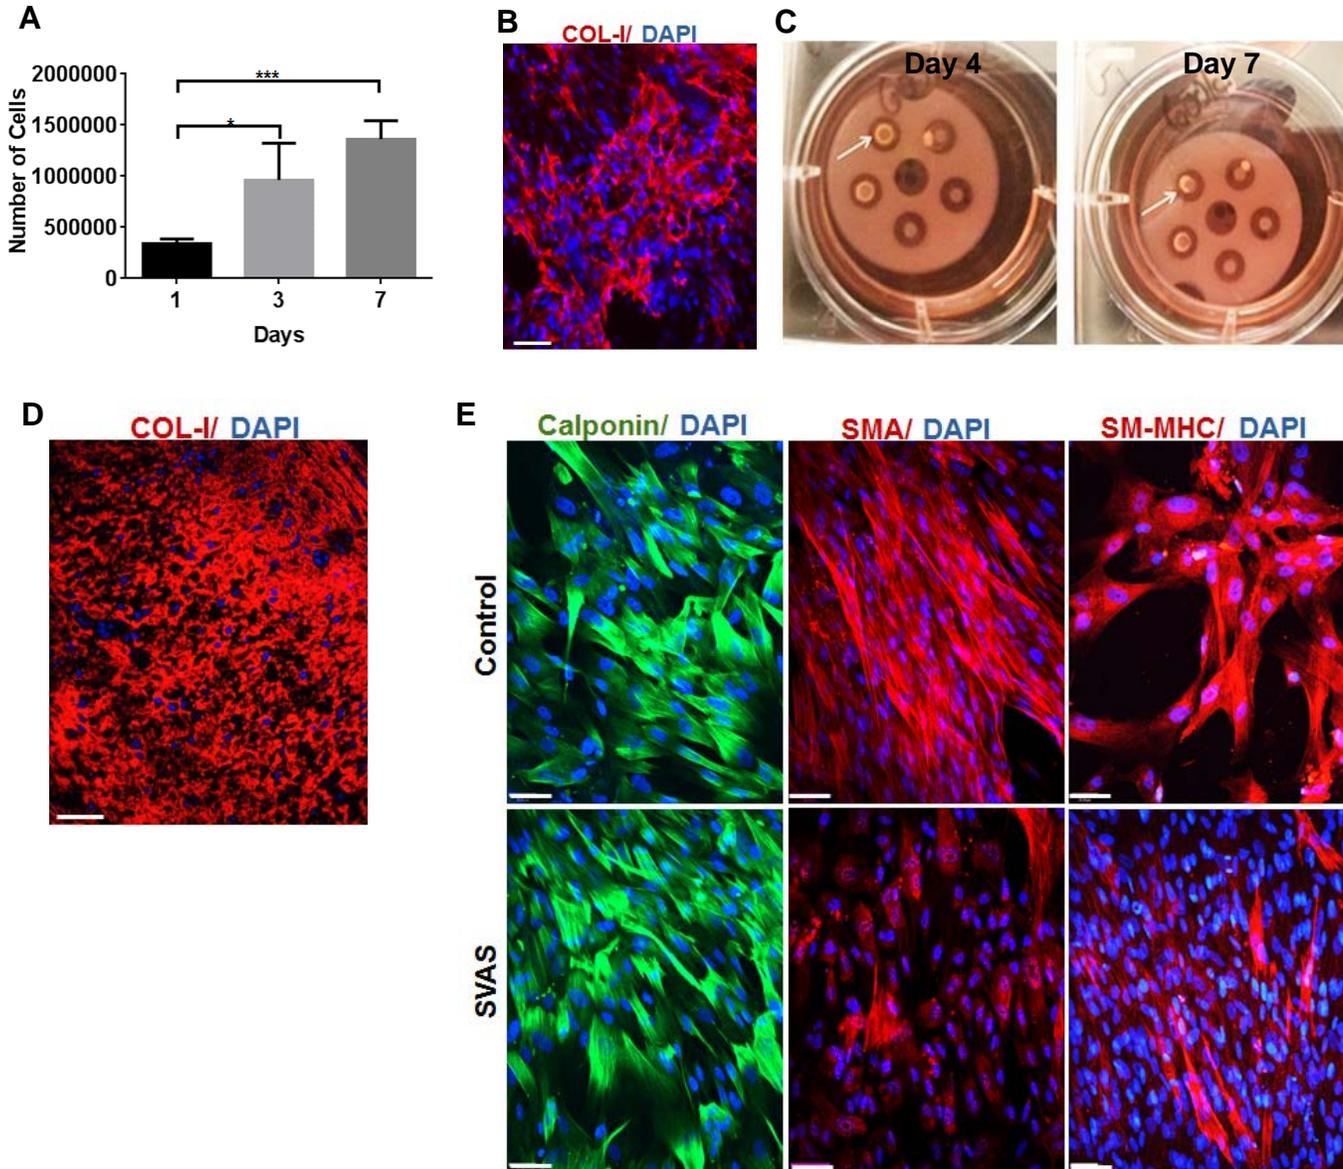 A
B
C
COL-I/ DAPI
Day 4
Day 7
***
*
2000000
1500000
1000000
500000
0
Number of Cells
1 3 7
Days
D
E
COL-I/ DAPI
Calponin/ DAPI
SMA/ DAPI
SM-MHC/ DAPI
Control
SVAS